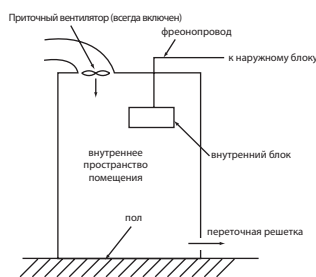 Приточный вентилятор (всегда включен)
фреонопровод
к наружному блоку
внутреннее
пространство
помещения
внутренний блок
пол
переточная решетка